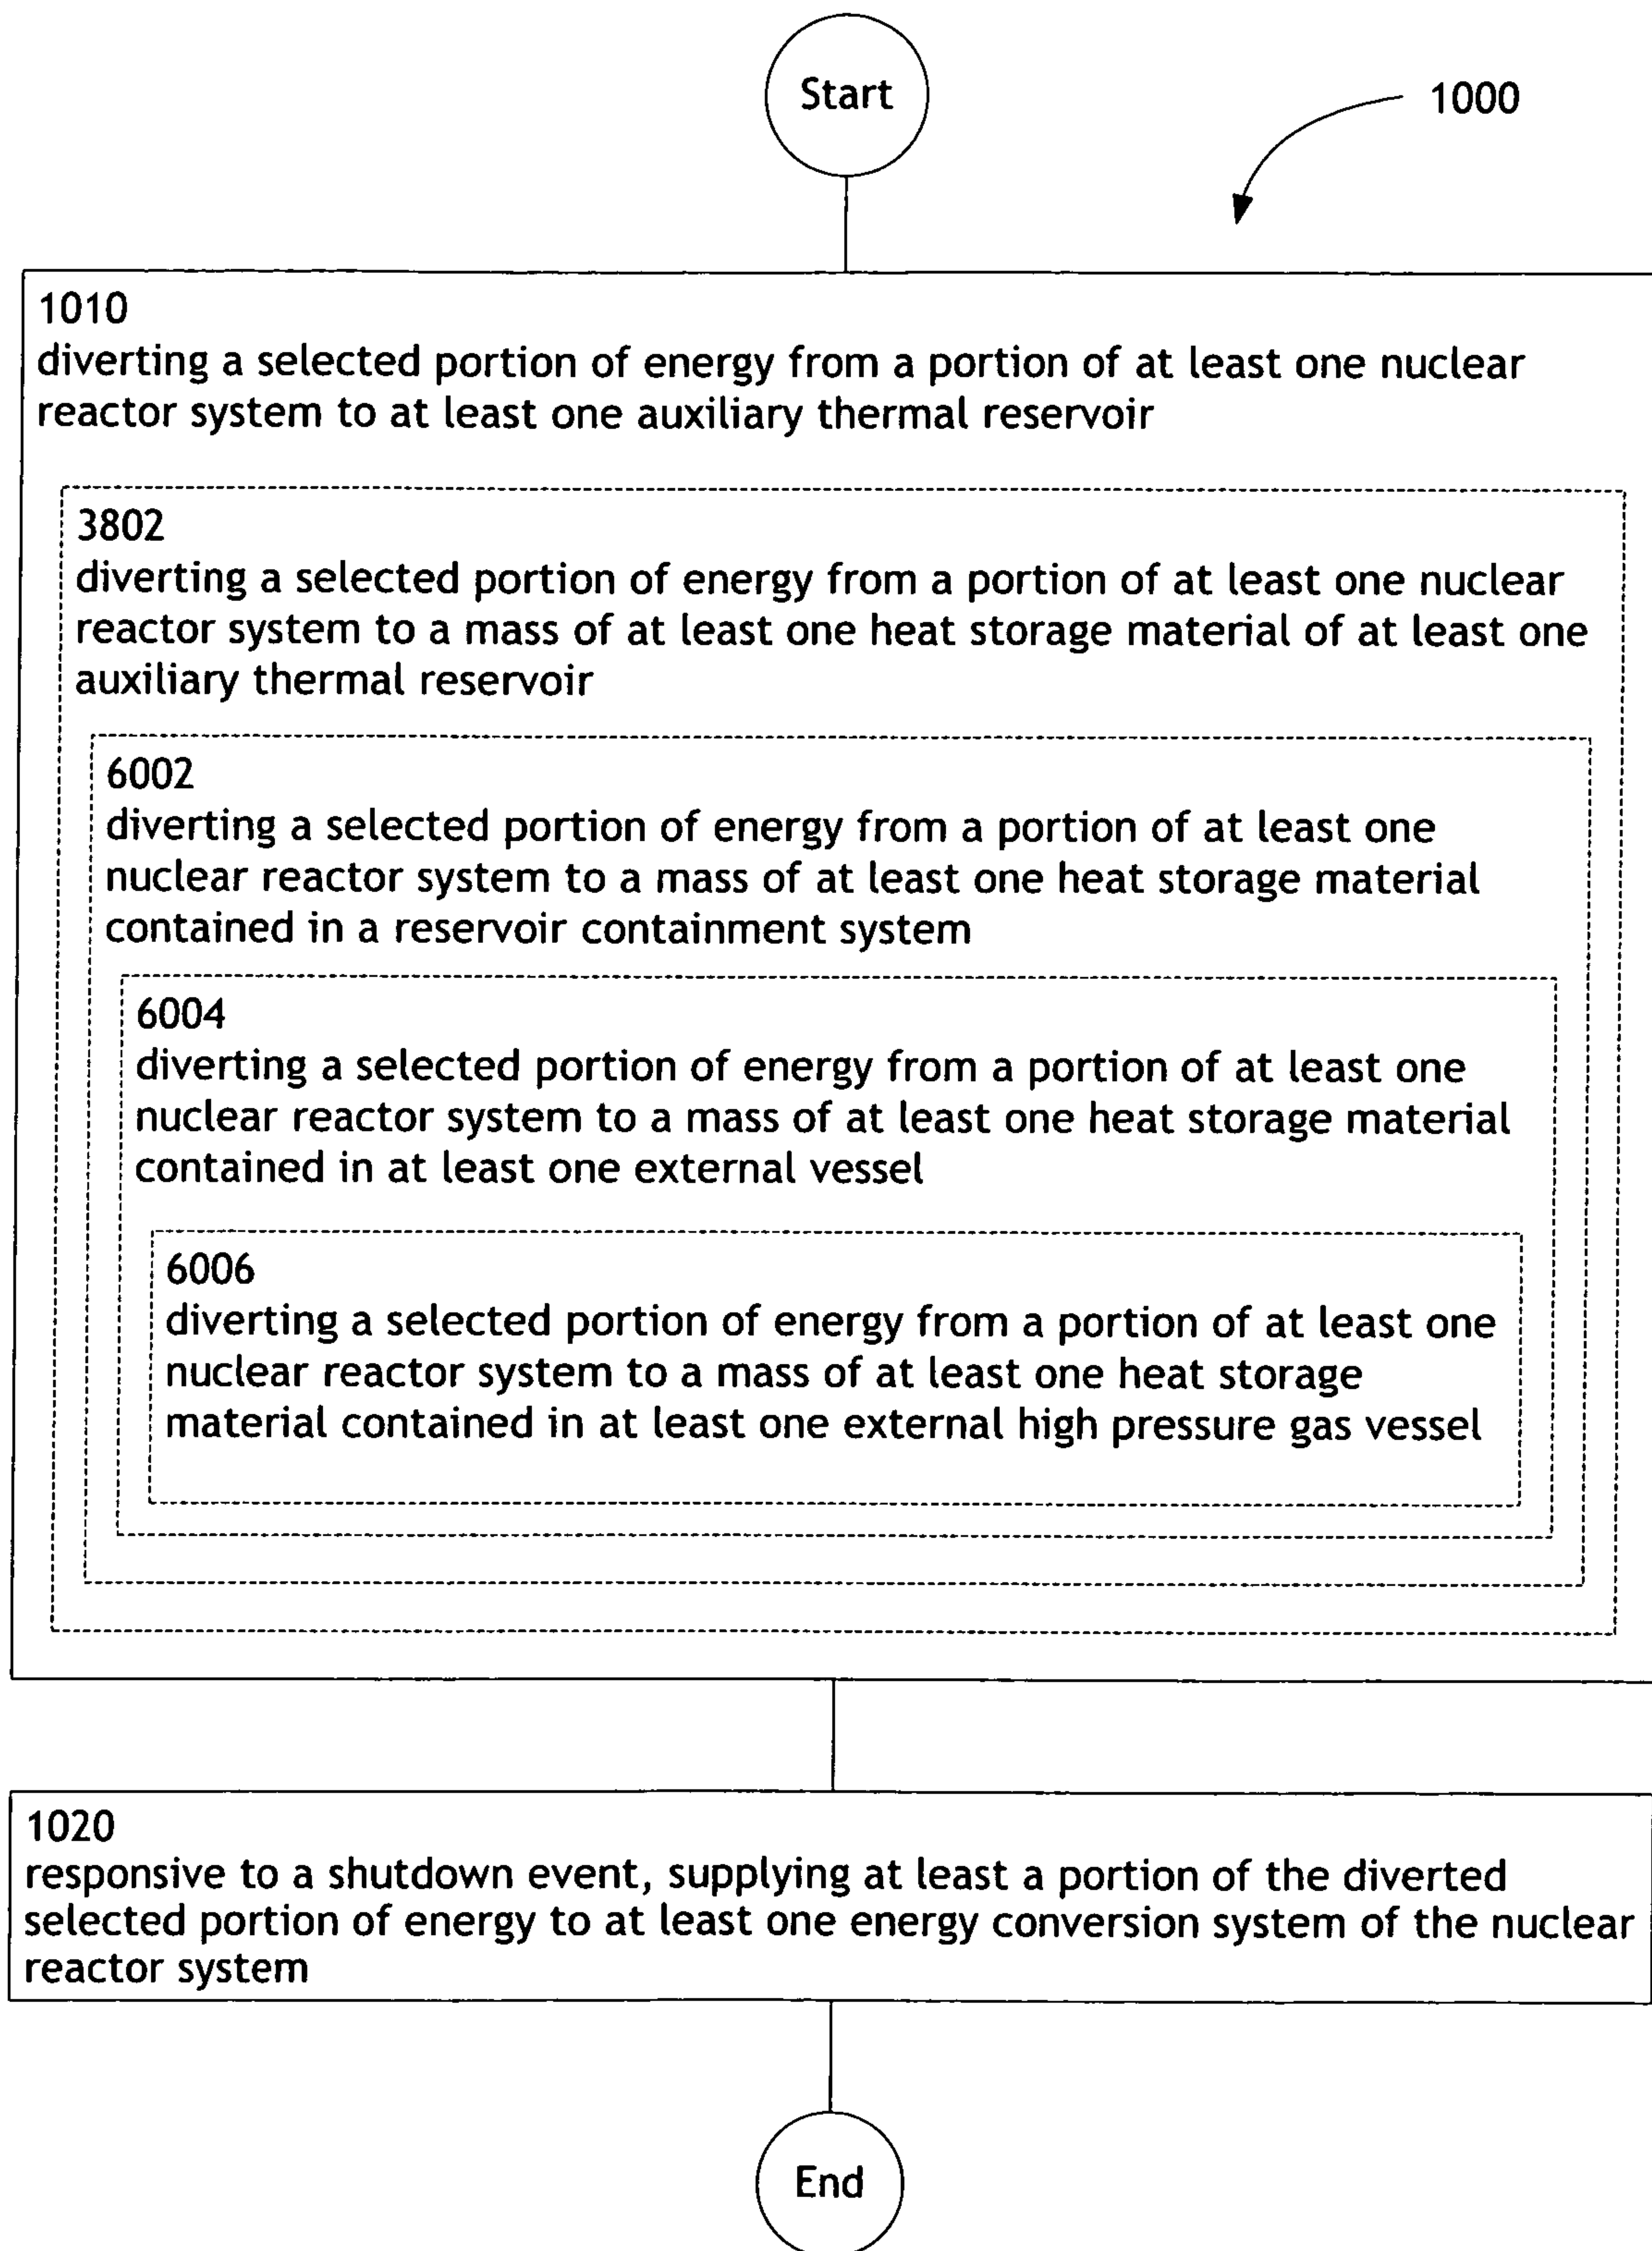 Start
1000
1010
diverting a selected portion of energy from a portion of at least one nuclear
reactor system to at least one auxiliary thermal reservoir
3802
diverting a selected portion of energy from a portion of at least one nuclear
reactor system to a mass of at least one heat storage material of at least one
auxiliary thermal reservoir
6002
diverting a selected portion of energy from a portion of at least one
nuclear reactor system to a mass of at least one heat storage material
contained in a reservoir containment system
6004
diverting a selected portion of energy from a portion of at least one
nuclear reactor system to a mass of at least one heat storage material
contained in at least one external vessel
6006
diverting a selected portion of energy from a portion of at least one
nuclear reactor system to a mass of at least one heat storage
material contained in at least one external high pressure gas vessel
1020
responsive to a shutdown event, supplying at least a portion of the diverted
selected portion of energy to at least one energy conversion system of the nuclear
reactor system
End